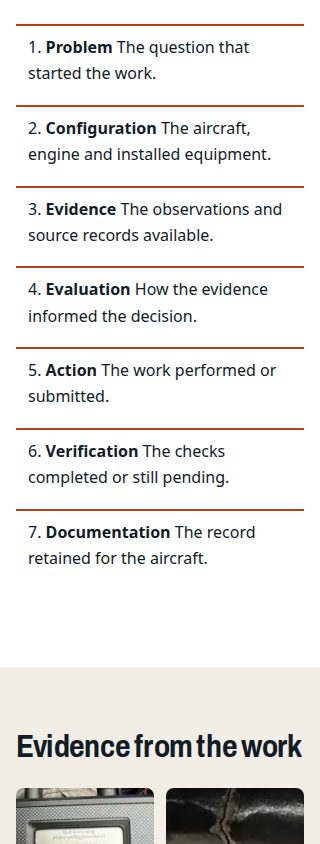 1. Problem The question that
started the work.
2. Configuration The aircraft,
engine and installed equipment.
3. Evidence The observations and
source records available.
4. Evaluation How the evidence
informed the decision.
5. Action The work performed or
submitted.
6. Verification The checks
completed or still pending.
7. Documentation The record
retained for the aircraft.
Evidence from the work